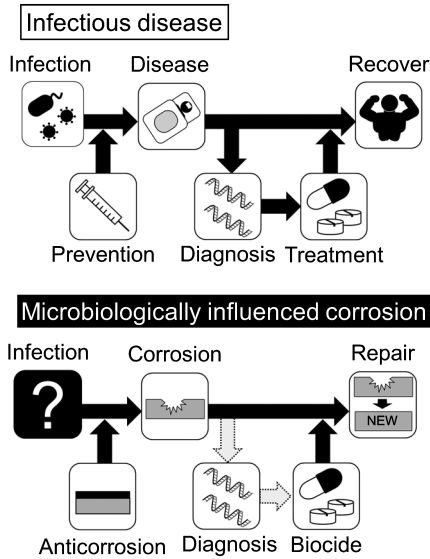 Infectious disease
Infection Disease Recover
Prevention Diagnosis Treatment
Microbiologically influenced corrosion
Infection Corrosion Repair
?
NEW
Anticorrosion Diagnosis Biocide